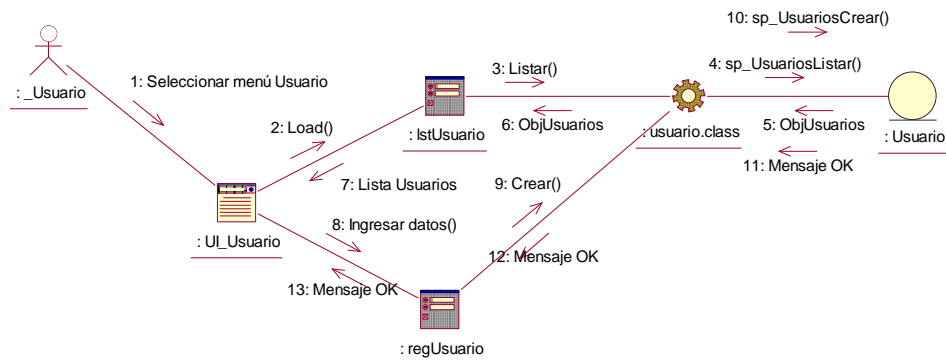 10: sp_UsuariosCrear()
1: Seleccionar menú Usuario
3: Listar()
4: sp_UsuariosListar()
: _Usuario
2: Load()
: lstUsuario
6: ObjUsuarios
: usuario.class
5: ObjUsuarios
: Usuario
7: Lista Usuarios
9: Crear()
11: Mensaje OK
8: Ingresar datos()
: UI_Usuario
12: Mensaje OK
13: Mensaje OK
: regUsuario